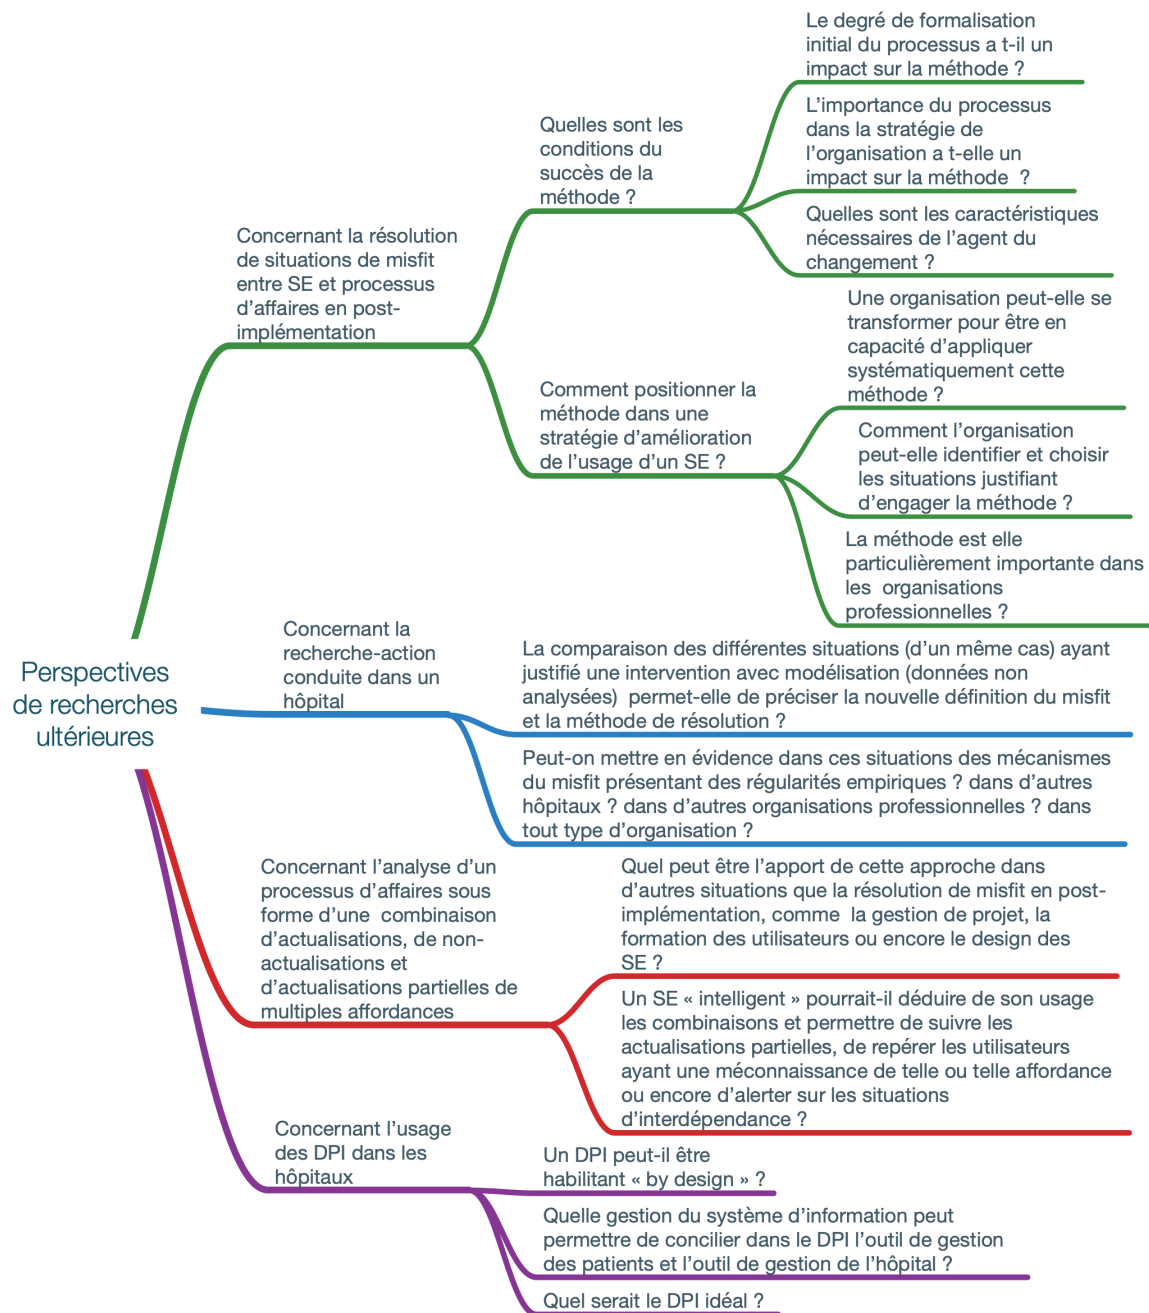 Perspectives
de recherches
ultérieures
Concernant la résolution
de situations de misfit
entre SE et processus
d’affaires en post-
implémentation
Quelles sont les
conditions du
succès de la
méthode ?
Le degré de formalisation
initial du processus a t-il un
impact sur la méthode ?
L’importance du processus
dans la stratégie de
l’organisation a t-elle un
impact sur la méthode  ?
Quelles sont les caractéristiques
nécessaires de l’agent du
changement ?
Comment positionner la
méthode dans une
stratégie d’amélioration
de l’usage d’un SE ?
Une organisation peut-elle se
transformer pour être en
capacité d’appliquer
systématiquement cette
méthode ?
Comment l’organisation
peut-elle identifier et choisir
les situations justifiant
d’engager la méthode ?
La méthode est elle
particulièrement importante dans
les  organisations
professionnelles ?
Concernant la
recherche-action
conduite dans un
hôpital
La comparaison des différentes situations (d’un même cas) ayant
justifié une intervention avec modélisation (données non
analysées)  permet-elle de préciser la nouvelle définition du misfit
et la méthode de résolution ?
Peut-on mettre en évidence dans ces situations des mécanismes
du misfit présentant des régularités empiriques ? dans d’autres
hôpitaux ? dans d’autres organisations professionnelles ? dans
tout type d’organisation ?
Concernant l’analyse d’un
processus d’affaires sous
forme d’une  combinaison
d’actualisations, de non-
actualisations et
d’actualisations partielles de
multiples affordances
Quel peut être l’apport de cette approche dans
d’autres situations que la résolution de misfit en post-
implémentation, comme  la gestion de projet, la
formation des utilisateurs ou encore le design des
SE ?
Un SE « intelligent » pourrait-il déduire de son usage
les combinaisons et permettre de suivre les
actualisations partielles, de repérer les utilisateurs
ayant une méconnaissance de telle ou telle affordance
ou encore d’alerter sur les situations
d’interdépendance ?
Concernant l’usage
des DPI dans les
hôpitaux
Un DPI peut-il être
habilitant « by design » ?
Quelle gestion du système d’information peut
permettre de concilier dans le DPI l’outil de gestion
des patients et l’outil de gestion de l’hôpital ?
Quel serait le DPI idéal ?